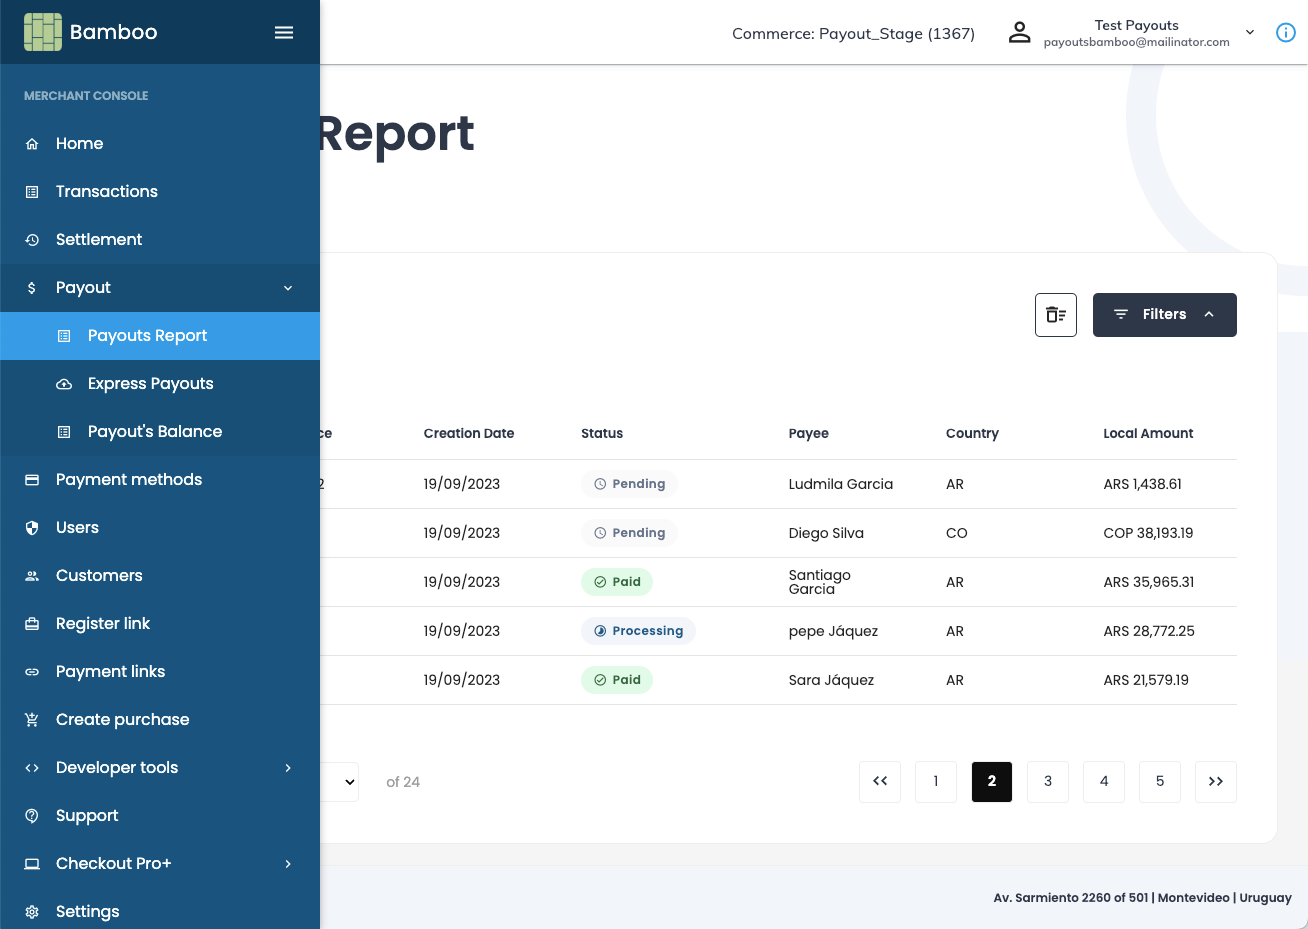 Bamboo
Commerce: Payout_Stage (1367)
Test Payouts
payoutsbamboo@mailinator.com
MERCHANT CONSOLE
Home
Transactions
Settlement
Payout
Payouts Report
Express Payouts
Payout's Balance
Payment methods
Users
Customers
Register link
Payment links
Create purchase
Developer tools
Support
Checkout Pro+
Settings
Report
Filters
ce Creation Date Status Payee Country Local Amount
2 19/09/2023 Pending Ludmila Garcia AR ARS 1,438.61
19/09/2023 Pending Diego Silva CO COP 38,193.19
19/09/2023 Paid Santiago Garcia AR ARS 35,965.31
19/09/2023 Processing pepe Jáquez AR ARS 28,772.25
19/09/2023 Paid Sara Jáquez AR ARS 21,579.19
of 24
<< 1 2 3 4 5 >>
Av. Sarmiento 2260 of 501 | Montevideo | Uruguay